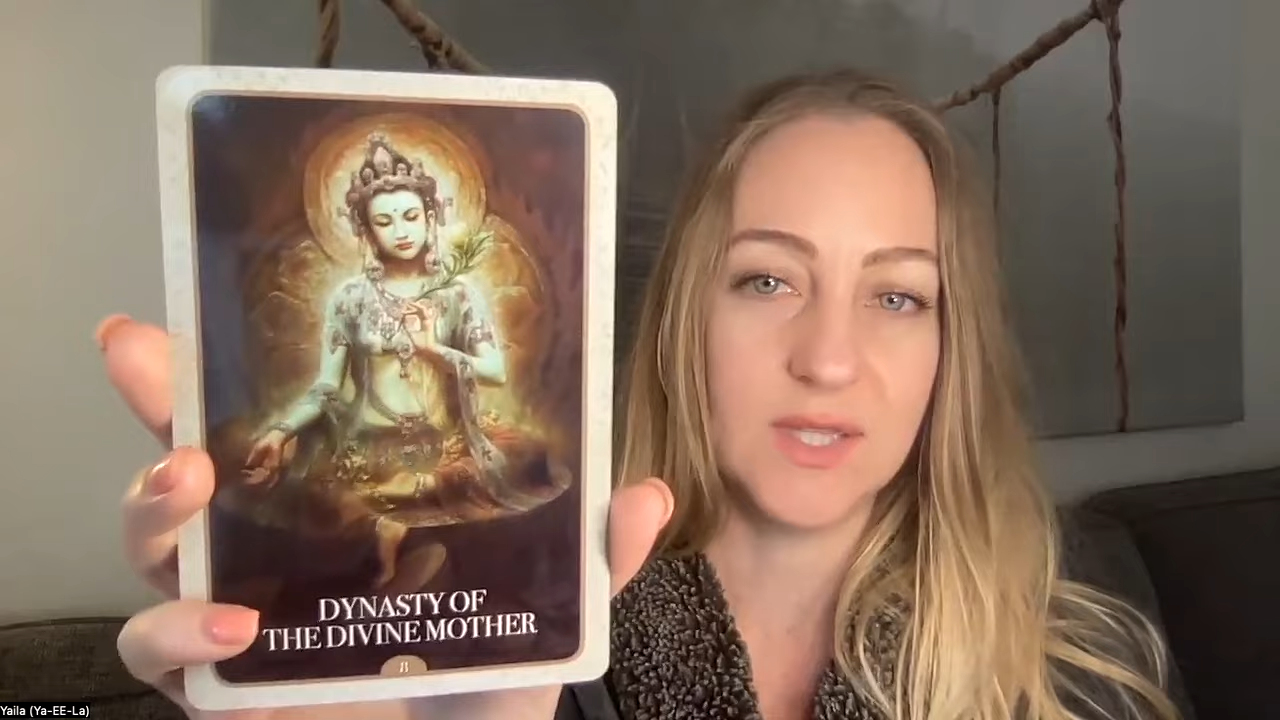 DYNASTY OF
THE DIVINE MOTHER
Yaila (Ya-EE-La)